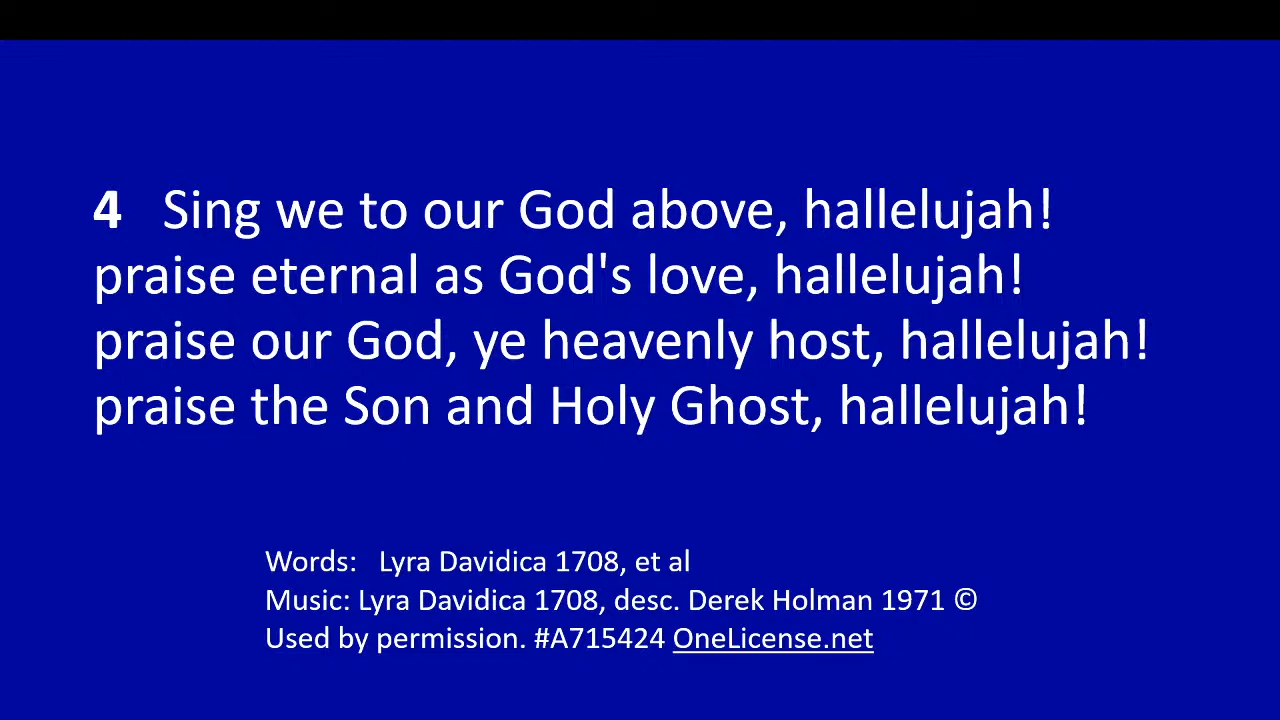 4 Sing we to our God above, hallelujah!
praise eternal as God's love, hallelujah!
praise our God, ye heavenly host, hallelujah!
praise the Son and Holy Ghost, hallelujah!
Words: Lyra Davidica 1708, et al
Music: Lyra Davidica 1708, desc. Derek Holman 1971 ©
Used by permission. #A715424 OneLicense.net